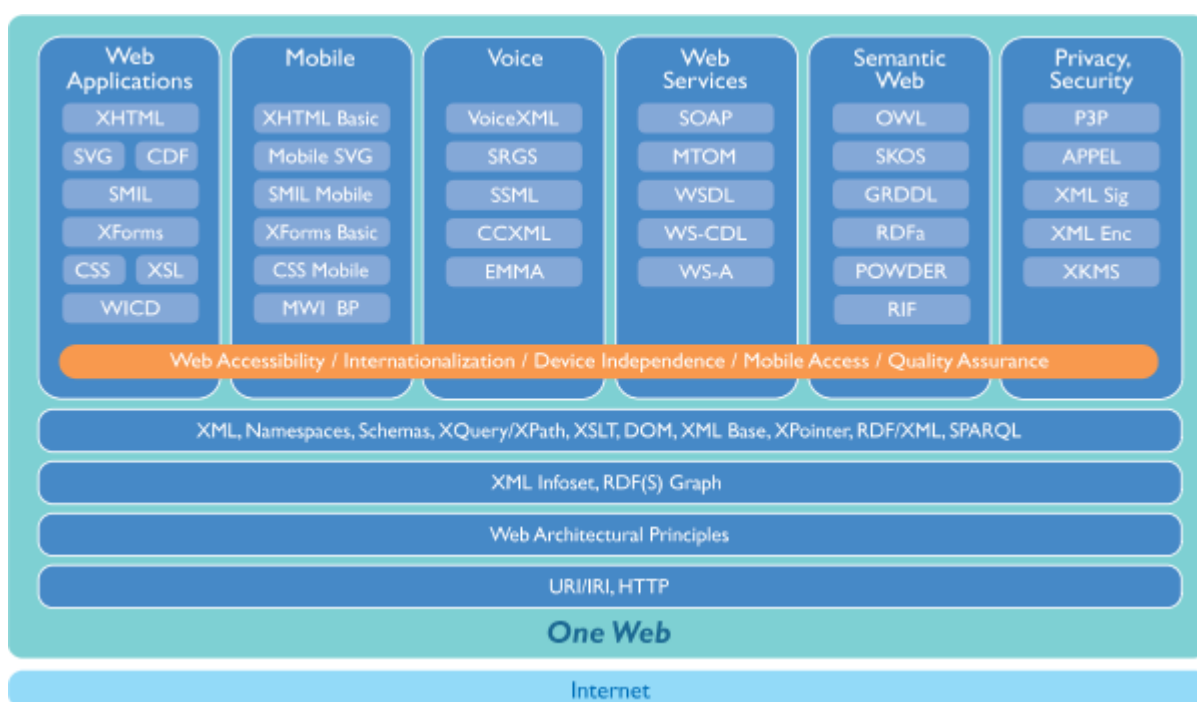 Web
Applications
XHTML
SVG CDF
SMIL
XForms
CSS XSL
WICD
Mobile
XHTML Basic
Mobile SVG
SMIL Mobile
XForms Basic
CSS Mobile
MWI BP
Voice
VoiceXML
SRGS
SSML
CCXML
EMMA
Web
Services
SOAP
MTOM
WSDL
WS-CDL
WS-A
Semantic
Web
OWL
SKOS
GRDDL
RDFa
POWDER
RIF
Privacy,
Security
P3P
APPEL
XML Sig
XML Enc
XKMS
Web Accessibility / Internationalization / Device Independence / Mobile Access / Quality Assurance
XML, Namespaces, Schemas, XQuery/XPath, XSLT, DOM, XML Base, XPointer, RDF/XML, SPARQL
XML Infoset, RDF(S) Graph
Web Architectural Principles
URI/IRI, HTTP
One Web
Internet